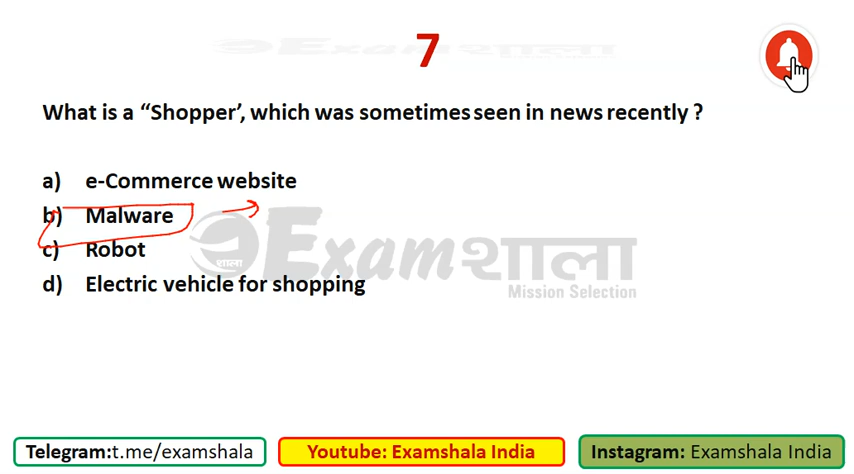 Examशाला
7
What is a “Shopper’, which was sometimes seen in news recently ?
a) e-Commerce website
b) Malware
c) Robot
d) Electric vehicle for shopping
शाला Examशाला
Mission Selection
Telegram:t.me/examshala
Youtube: Examshala India
Instagram: Examshala India